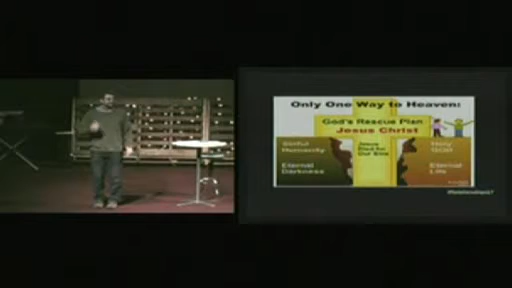 Only One Way to Heaven:
God's Rescue Plan
Jesus Christ
Sinful Humanity
Jesus Died for Our Sins
Holy GOD
Eternal Darkness
Eternal Life